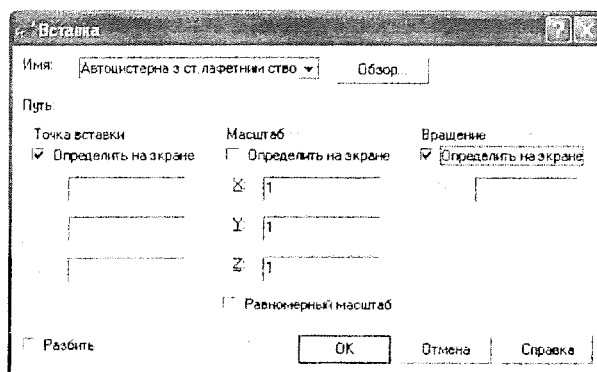 Вставка
Имя: Автоцистерна з ст.лафетним ство Обзор...
Путь:
Точка вставки Масштаб Вращение
Определить на экране Определить на экране Определить на экране
X: 1
Y: 1
Z: 1
Равномерный масштаб
Разбить OK Отмена Справка